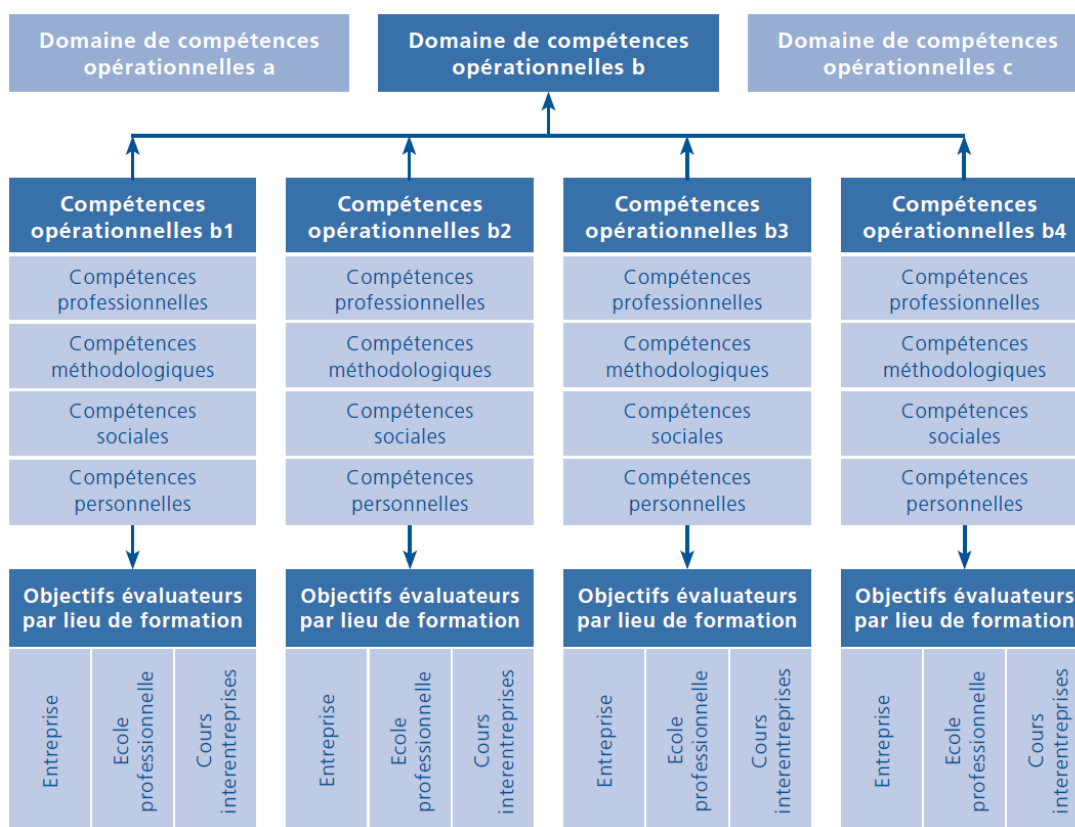 Domaine de compétences
opérationnelles a
Domaine de compétences
opérationnelles b
Domaine de compétences
opérationnelles c
Compétences
opérationnelles b1
Compétences
professionnelles
Compétences
méthodologiques
Compétences
sociales
Compétences
personnelles
Objectifs évaluateurs
par lieu de formation
Entreprise
Ecole
professionnelle
Cours
interentreprises
Compétences
opérationnelles b2
Compétences
professionnelles
Compétences
méthodologiques
Compétences
sociales
Compétences
personnelles
Objectifs évaluateurs
par lieu de formation
Entreprise
Ecole
professionnelle
Cours
interentreprises
Compétences
opérationnelles b3
Compétences
professionnelles
Compétences
méthodologiques
Compétences
sociales
Compétences
personnelles
Objectifs évaluateurs
par lieu de formation
Entreprise
Ecole
professionnelle
Cours
interentreprises
Compétences
opérationnelles b4
Compétences
professionnelles
Compétences
méthodologiques
Compétences
sociales
Compétences
personnelles
Objectifs évaluateurs
par lieu de formation
Entreprise
Ecole
professionnelle
Cours
interentreprises